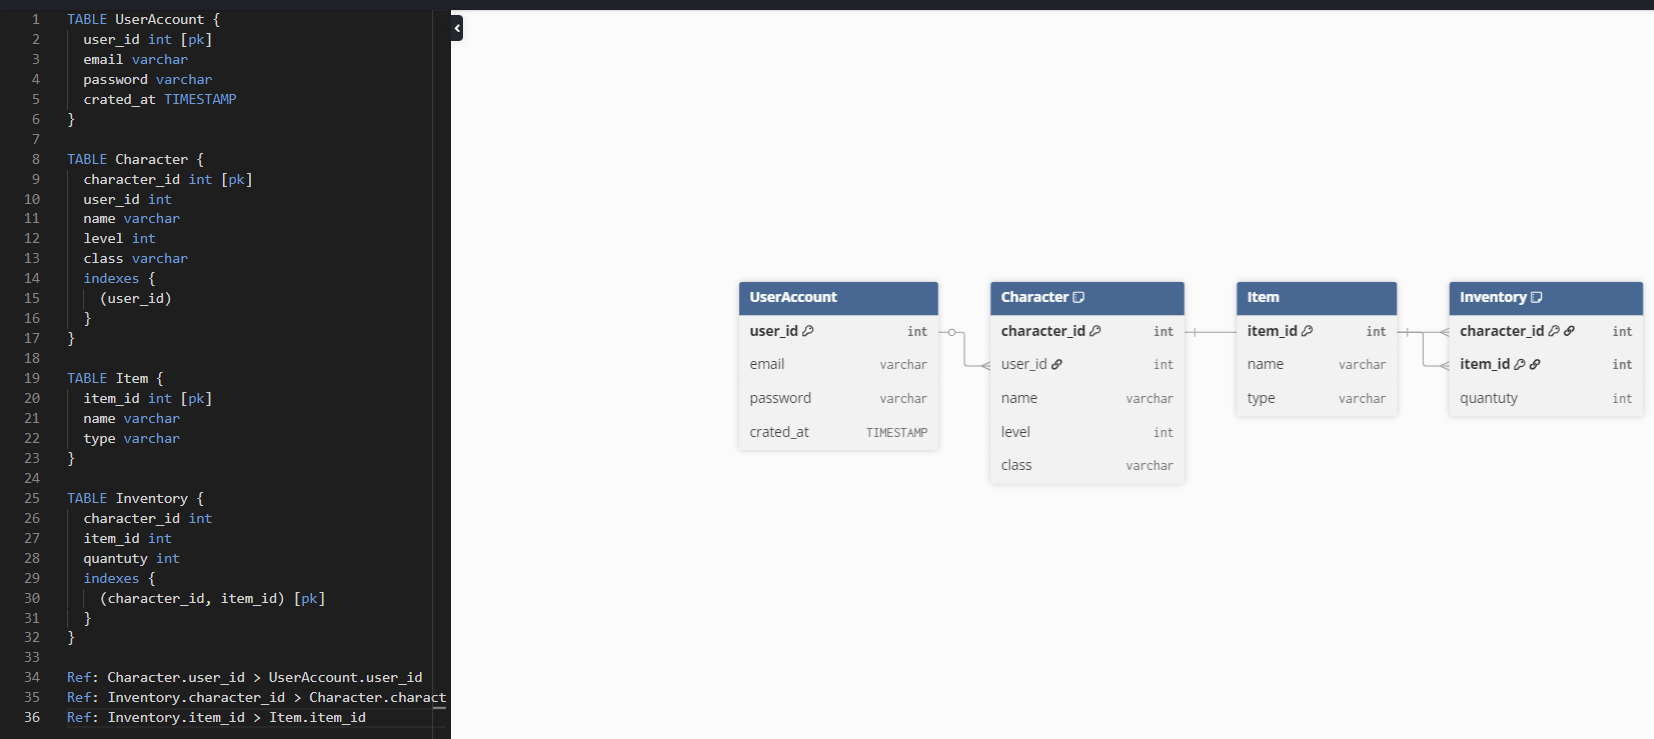 1 TABLE UserAccount {
2 user_id int [pk]
3 email varchar
4 password varchar
5 crated_at TIMESTAMP
6 }
7
8 TABLE Character {
9 character_id int [pk]
10 user_id int
11 name varchar
12 level int
13 class varchar
14 indexes {
15 (user_id)
16 }
17 }
18
19 TABLE Item {
20 item_id int [pk]
21 name varchar
22 type varchar
23 }
24
25 TABLE Inventory {
26 character_id int
27 item_id int
28 quantuty int
29 indexes {
30 (character_id, item_id) [pk]
31 }
32 }
33
34 Ref: Character.user_id > UserAccount.user_id
35 Ref: Inventory.character_id > Character.charact
36 Ref: Inventory.item_id > Item.item_id
UserAccount
user_id int
email varchar
password varchar
crated_at TIMESTAMP
Character
character_id int
user_id int
name varchar
level int
class varchar
Item
item_id int
name varchar
type varchar
Inventory
character_id int
item_id int
quantuty int